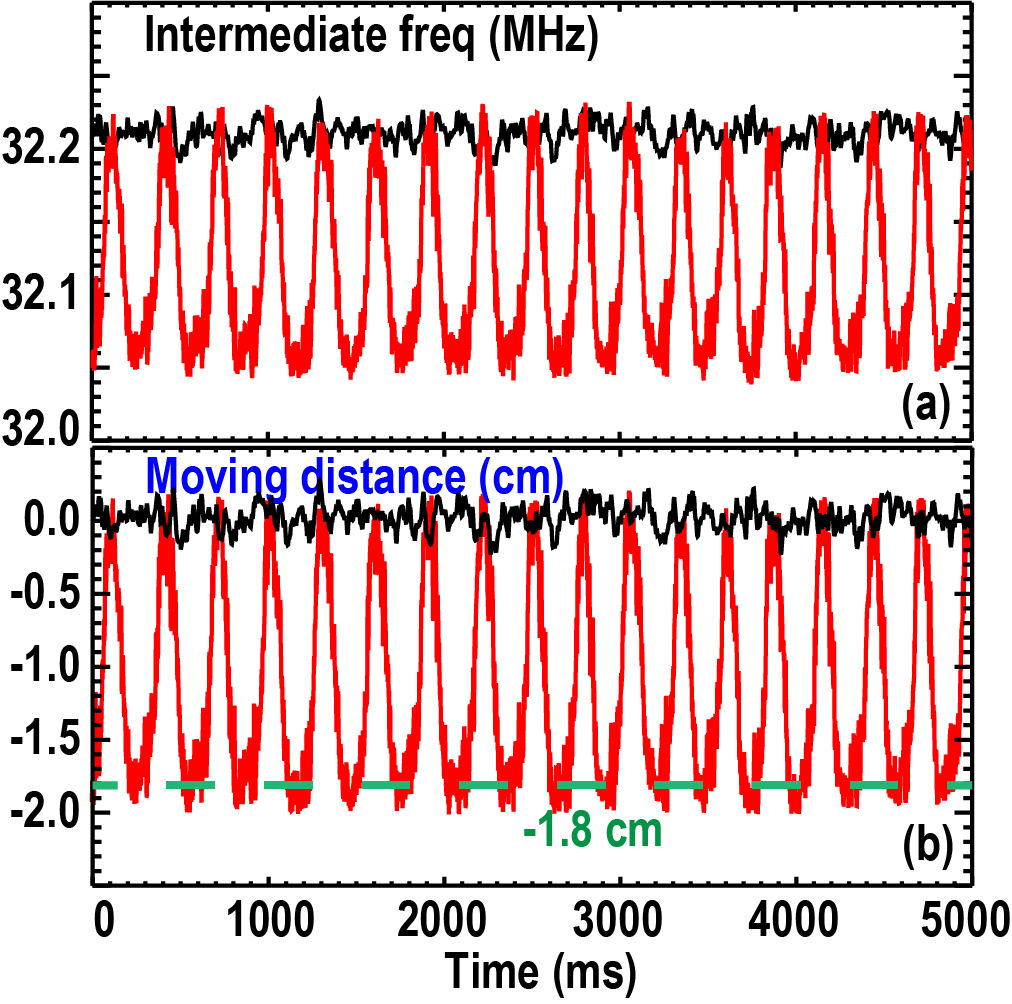 Intermediate freq (MHz)
32.2
32.1
32.0
(a)
Moving distance (cm)
0.0
-0.5
-1.0
-1.5
-2.0
-1.8 cm
(b)
0 1000 2000 3000 4000 5000
Time (ms)